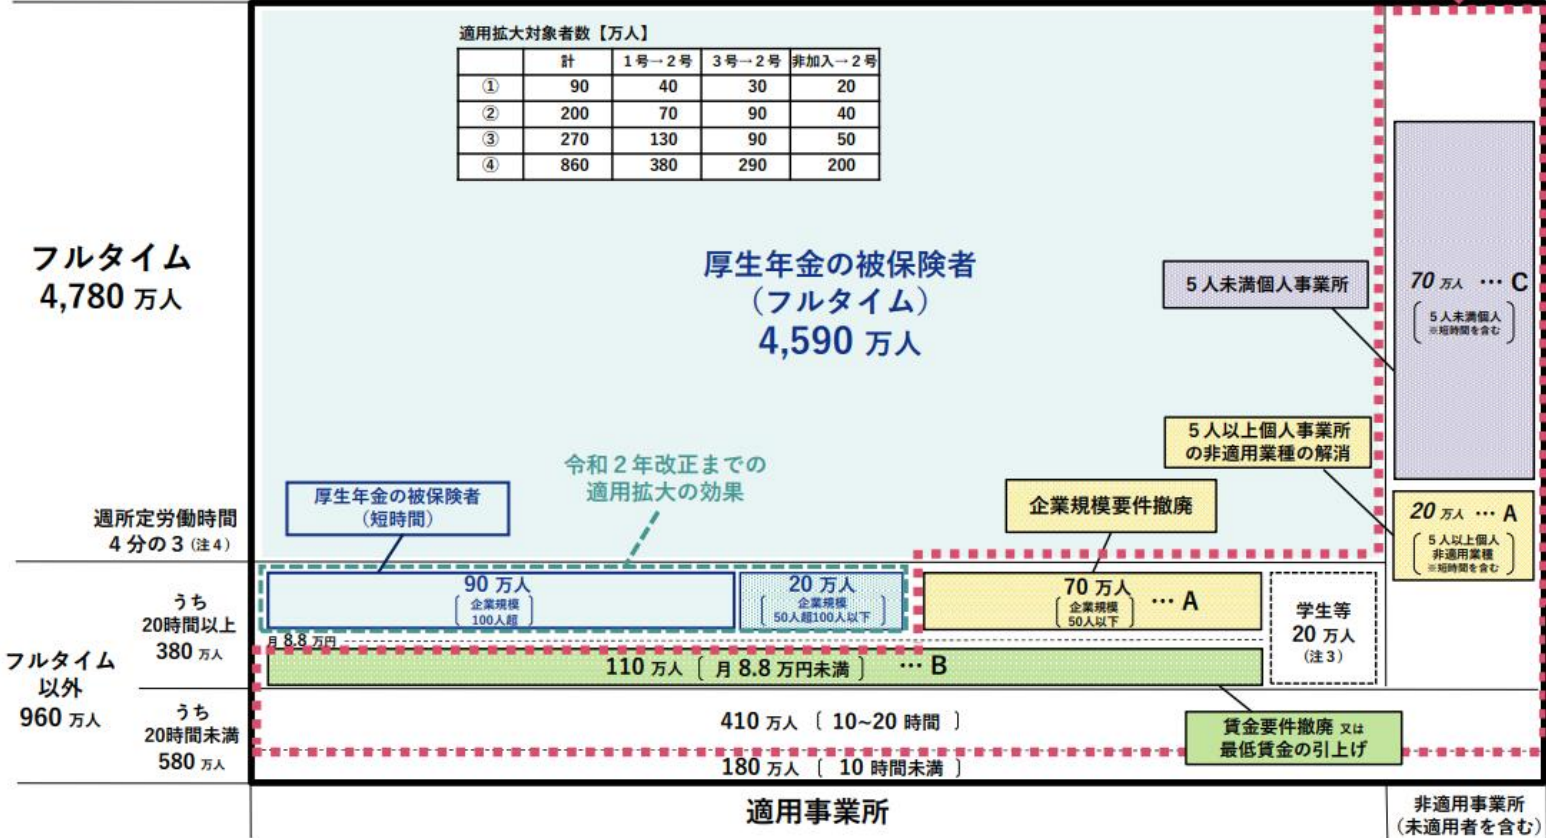 適用拡大対象者数【万人】
計 1号→2号 3号→2号 非加入→2号
① 90 40 30 20
② 200 70 90 40
③ 270 130 90 50
④ 860 380 290 200
フルタイム
4,780 万人
厚生年金の被保険者
(フルタイム)
4,590 万人
5人未満個人事業所
70 万人 … C
5人未満個人
※短時間を含む
5人以上個人事業所
の非適用業種の解消
20 万人 … A
5人以上個人
非適用業種
※短時間を含む
令和2年改正までの
適用拡大の効果
厚生年金の被保険者
(短時間)
企業規模要件撤廃
週所定労働時間
4分の3(注4)
90 万人
企業規模
100人超
20 万人
企業規模
50人超100人以下
70 万人 … A
企業規模
50人以下
学生等
20 万人
(注3)
うち
20時間以上
380 万人
月 8.8 万円
110 万人 〔 月 8.8 万円未満 〕 … B
フルタイム
以外
960 万人
うち
20時間未満
580 万人
410 万人 〔 10~20 時間 〕
賃金要件撤廃 又は
最低賃金の引上げ
180 万人 〔 10 時間未満 〕
適用事業所
非適用事業所
(未適用者を含む)